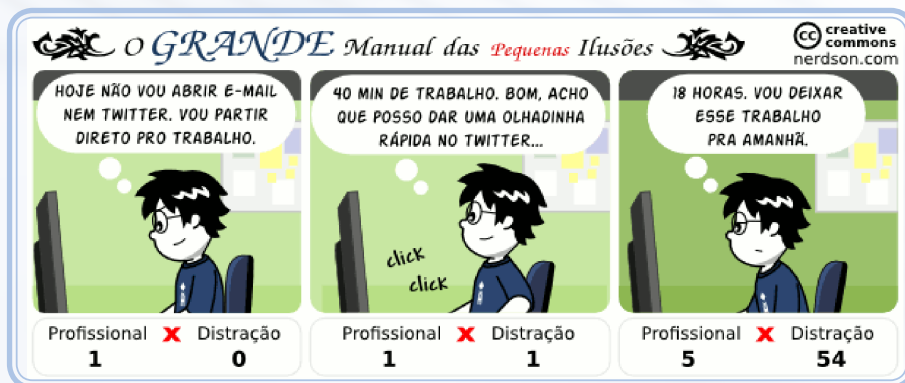 O GRANDE Manual das Pequenas Ilusões
cc creative commons
nerdson.com
HOJE NÃO VOU ABRIR E-MAIL
NEM TWITTER. VOU PARTIR
DIRETO PRO TRABALHO.
Profissional X Distração
1 0
40 MIN DE TRABALHO. BOM, ACHO
QUE POSSO DAR UMA OLHADINHA
RÁPIDA NO TWITTER...
click
click
Profissional X Distração
1 1
18 HORAS. VOU DEIXAR
ESSE TRABALHO
PRA AMANHÃ.
Profissional X Distração
5 54